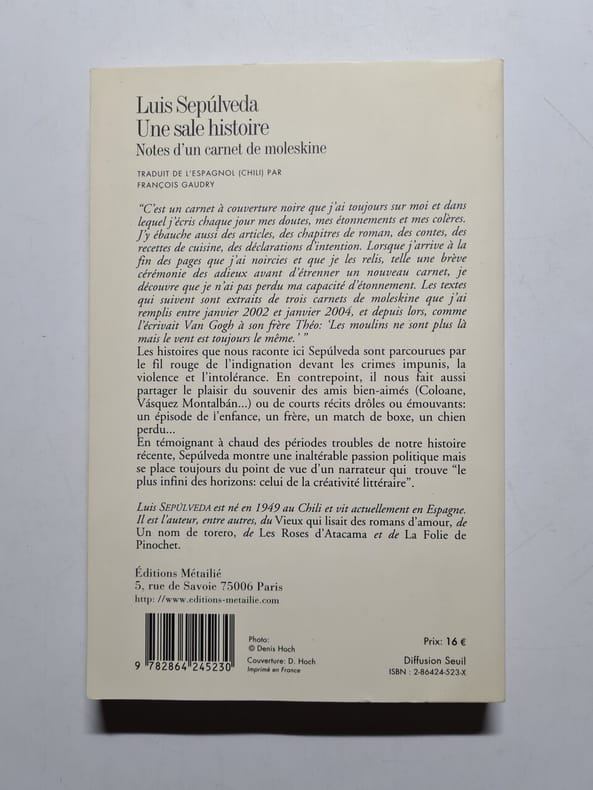 Luis Sepúlveda
Une sale histoire
Notes d'un carnet de moleskine
TRADUIT DE L'ESPAGNOL (CHILI) PAR
FRANÇOIS GAUDRY
“C'est un carnet à couverture noire que j'ai toujours sur moi et dans
lequel j'écris chaque jour mes doutes, mes étonnements et mes colères.
J'y ébauche aussi des articles, des chapitres de roman, des contes, des
recettes de cuisine, des déclarations d'intention. Lorsque j'arrive à la
fin des pages que j'ai noircies et que je les relis, telle une brève
cérémonie des adieux avant d'étrenner un nouveau carnet, je
découvre que je n'ai pas perdu ma capacité d'étonnement. Les textes
qui suivent sont extraits de trois carnets de moleskine que j'ai
remplis entre janvier 2002 et janvier 2004, et depuis lors, comme
l'écrivait Van Gogh à son frère Théo: 'Les moulins ne sont plus là
mais le vent est toujours le même.' ”
Les histoires que nous raconte ici Sepúlveda sont parcourues par
le fil rouge de l'indignation devant les crimes impunis, la
violence et l'intolérance. En contrepoint, il nous fait aussi
partager le plaisir du souvenir des amis bien-aimés (Coloane,
Vásquez Montalbán...) ou de courts récits drôles ou émouvants:
un épisode de l'enfance, un frère, un match de boxe, un chien
perdu...
En témoignant à chaud des périodes troubles de notre histoire
récente, Sepúlveda montre une inaltérable passion politique mais
se place toujours du point de vue d'un narrateur qui trouve “le
plus infini des horizons: celui de la créativité littéraire”.
Luis SEPÚLVEDA est né en 1949 au Chili et vit actuellement en Espagne.
Il est l'auteur, entre autres, du Vieux qui lisait des romans d'amour, de
Un nom de torero, de Les Roses d'Atacama et de La Folie de
Pinochet.
Éditions Métailié
5, rue de Savoie 75006 Paris
http: //www.editions-metailie.com
9 782864 245230
Photo:
© Denis Hoch
Couverture: D. Hoch
Imprimé en France
Prix: 16 €
Diffusion Seuil
ISBN : 2-86424-523-X